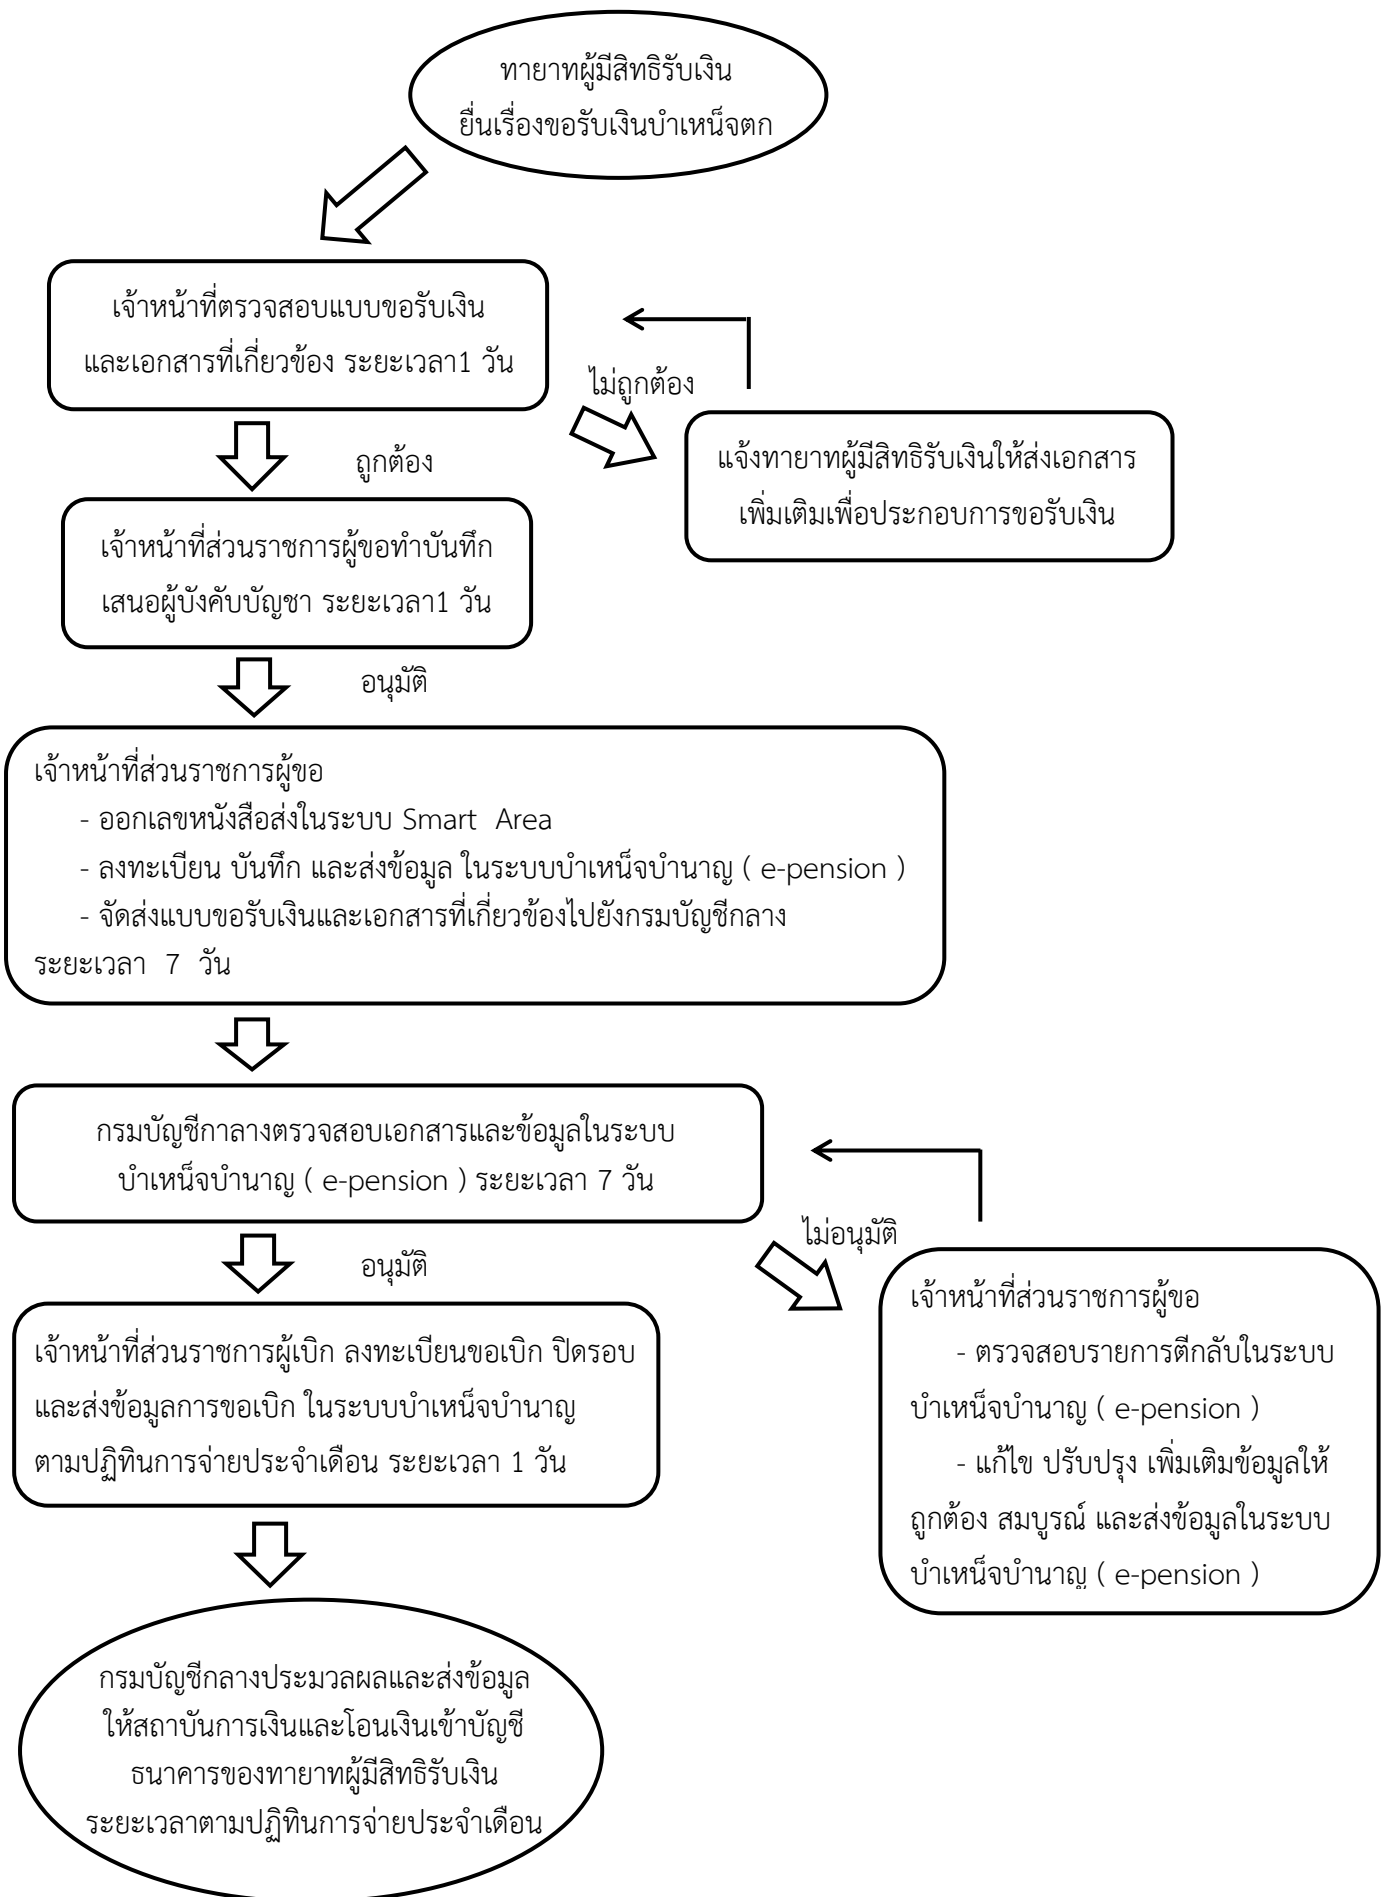 ทายาทผู้มีสิทธิรับเงิน
ยื่นเรื่องขอรับเงินบำเหน็จตก
เจ้าหน้าที่ตรวจสอบแบบขอรับเงิน
และเอกสารที่เกี่ยวข้อง ระยะเวลา1 วัน
ไม่ถูกต้อง
ถูกต้อง
แจ้งทายาทผู้มีสิทธิรับเงินให้ส่งเอกสาร
เพิ่มเติมเพื่อประกอบการขอรับเงิน
เจ้าหน้าที่ส่วนราชการผู้ขอทำบันทึก
เสนอผู้บังคับบัญชา ระยะเวลา1 วัน
อนุมัติ
เจ้าหน้าที่ส่วนราชการผู้ขอ
- ออกเลขหนังสือส่งในระบบ Smart Area
- ลงทะเบียน บันทึก และส่งข้อมูล ในระบบบำเหน็จบำนาญ ( e-pension )
- จัดส่งแบบขอรับเงินและเอกสารที่เกี่ยวข้องไปยังกรมบัญชีกลาง
ระยะเวลา 7 วัน
กรมบัญชีกาลางตรวจสอบเอกสารและข้อมูลในระบบ
บำเหน็จบำนาญ ( e-pension ) ระยะเวลา 7 วัน
ไม่อนุมัติ
อนุมัติ
เจ้าหน้าที่ส่วนราชการผู้เบิก ลงทะเบียนขอเบิก ปิดรอบ
และส่งข้อมูลการขอเบิก ในระบบบำเหน็จบำนาญ
ตามปฏิทินการจ่ายประจำเดือน ระยะเวลา 1 วัน
เจ้าหน้าที่ส่วนราชการผู้ขอ
- ตรวจสอบรายการตีกลับในระบบ
บำเหน็จบำนาญ ( e-pension )
- แก้ไข ปรับปรุง เพิ่มเติมข้อมูลให้
ถูกต้อง สมบูรณ์ และส่งข้อมูลในระบบ
บำเหน็จบำนาญ ( e-pension )
กรมบัญชีกลางประมวลผลและส่งข้อมูล
ให้สถาบันการเงินและโอนเงินเข้าบัญชี
ธนาคารของทายาทผู้มีสิทธิรับเงิน
ระยะเวลาตามปฏิทินการจ่ายประจำเดือน